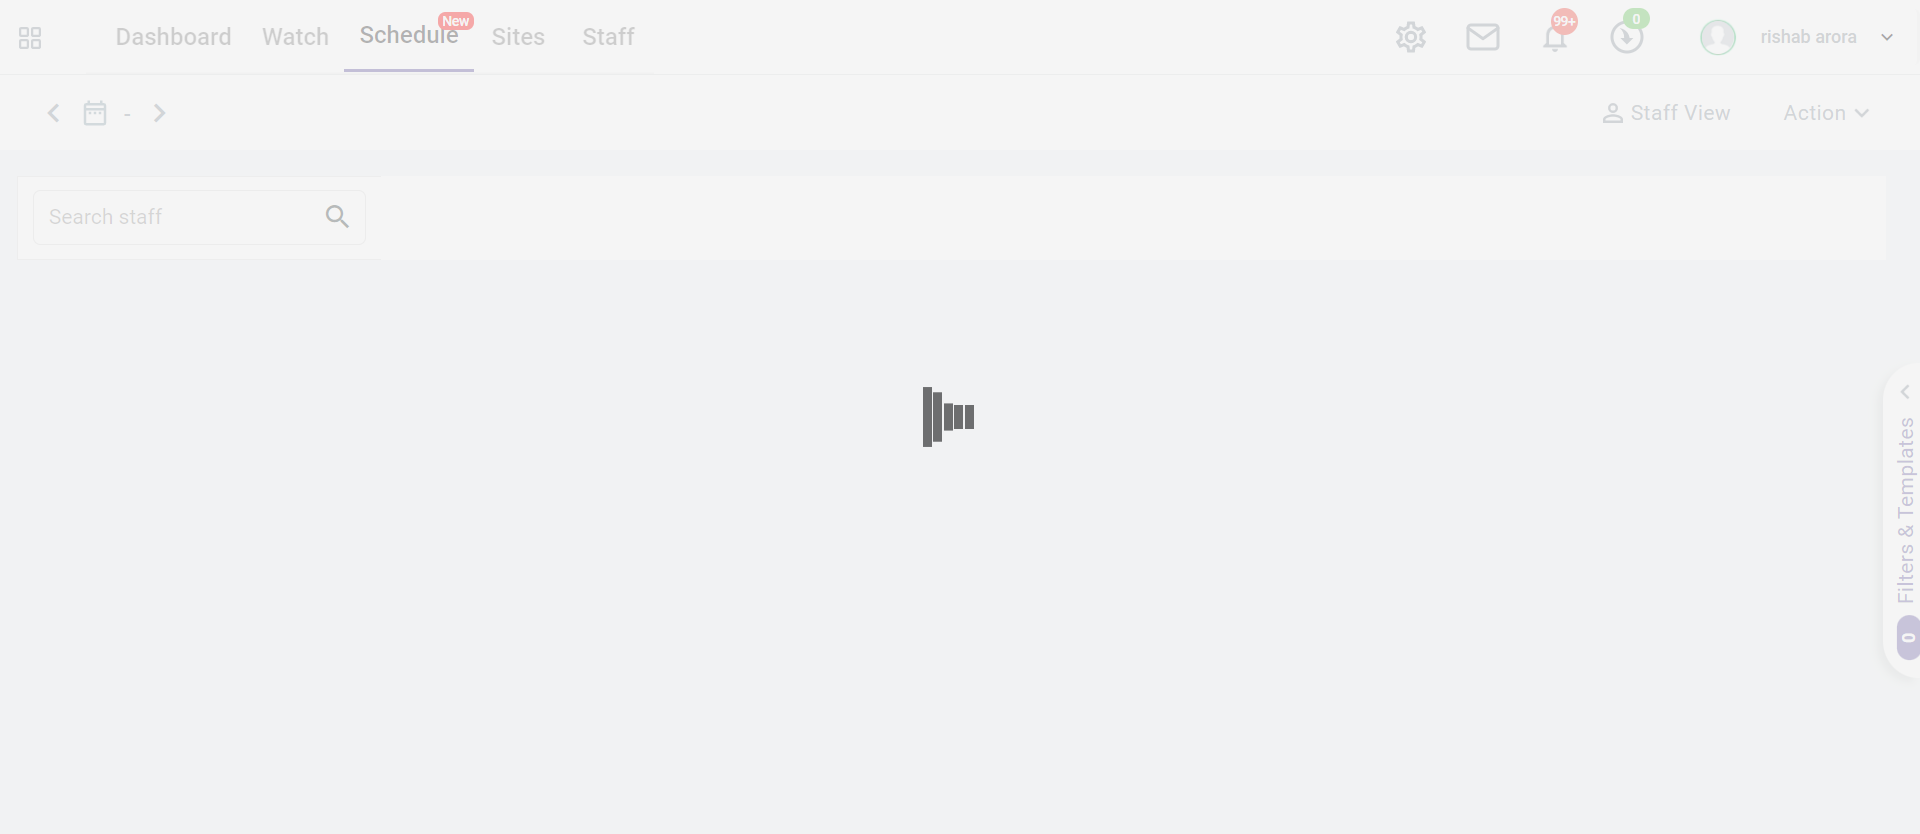 Dashboard Watch Schedule New Sites Staff 99+ 0 rishab arora
- Staff View Action
Search staff
Filters & Templates 0